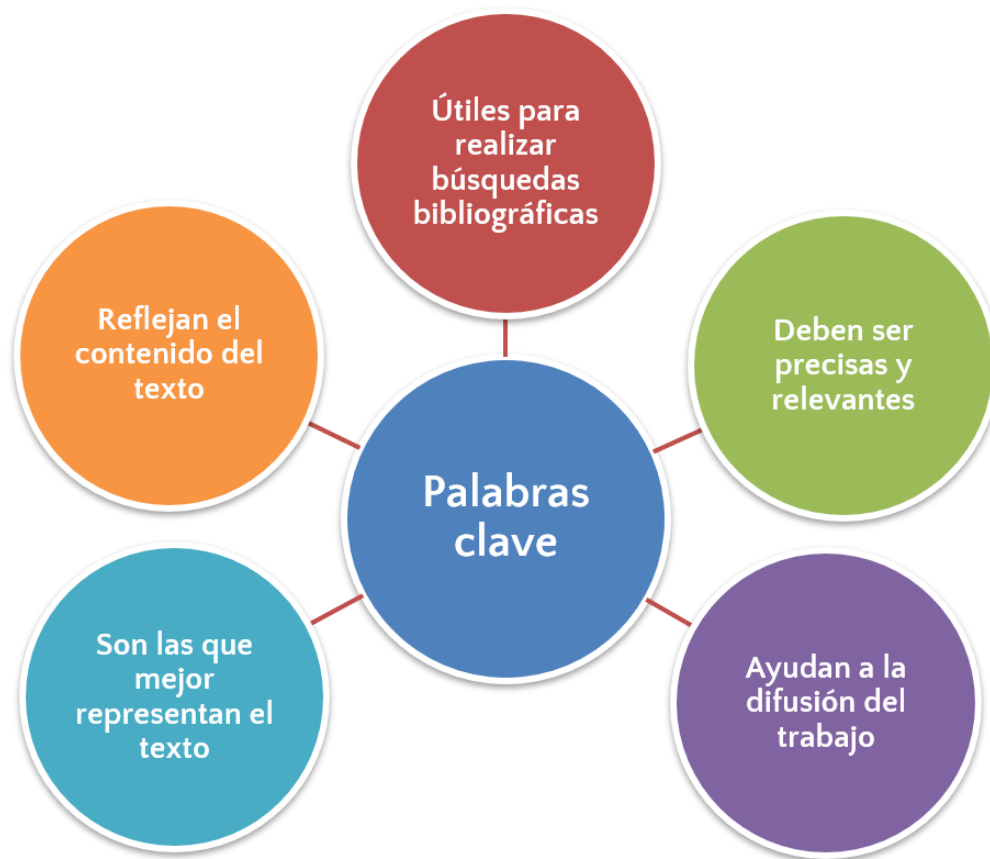 Útiles para
realizar
búsquedas
bibliográficas
Deben ser
precisas y
relevantes
Ayudan a la
difusión del
trabajo
Son las que
mejor
representan el
texto
Reflejan el
contenido del
texto
Palabras
clave